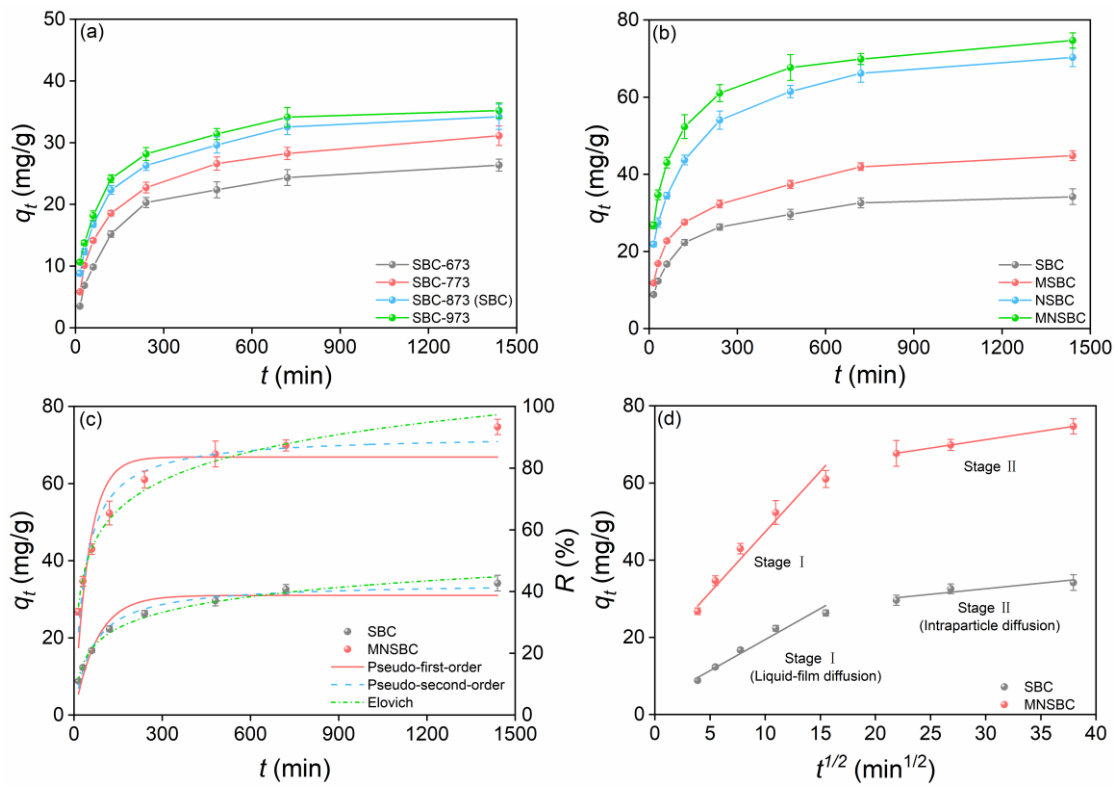 (a)
50
40
30
20
10
0
qt (mg/g)
0 300 600 900 1200 1500
t (min)
SBC-673
SBC-773
SBC-873 (SBC)
SBC-973
(b)
80
60
40
20
0
qt (mg/g)
0 300 600 900 1200 1500
t (min)
SBC
MSBC
NSBC
MNSBC
(c)
80
60
40
20
0
qt (mg/g)
100
80
60
40
20
0
R (%)
0 300 600 900 1200 1500
t (min)
SBC
MNSBC
Pseudo-first-order
Pseudo-second-order
Elovich
(d)
80
60
40
20
0
qt (mg/g)
0 5 10 15 20 25 30 35 40
t1/2 (min1/2)
Stage Ⅱ
Stage Ⅰ
Stage Ⅱ
(Intraparticle diffusion)
Stage Ⅰ
(Liquid-film diffusion)
SBC
MNSBC